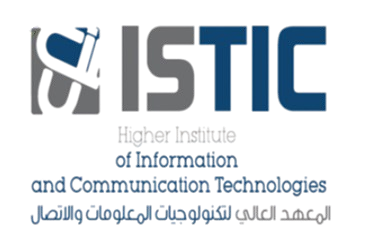 ISTIC
Higher Institute
of Information
and Communication Technologies
المعهد العالي لتكنولوجيات المعلومات والاتصال